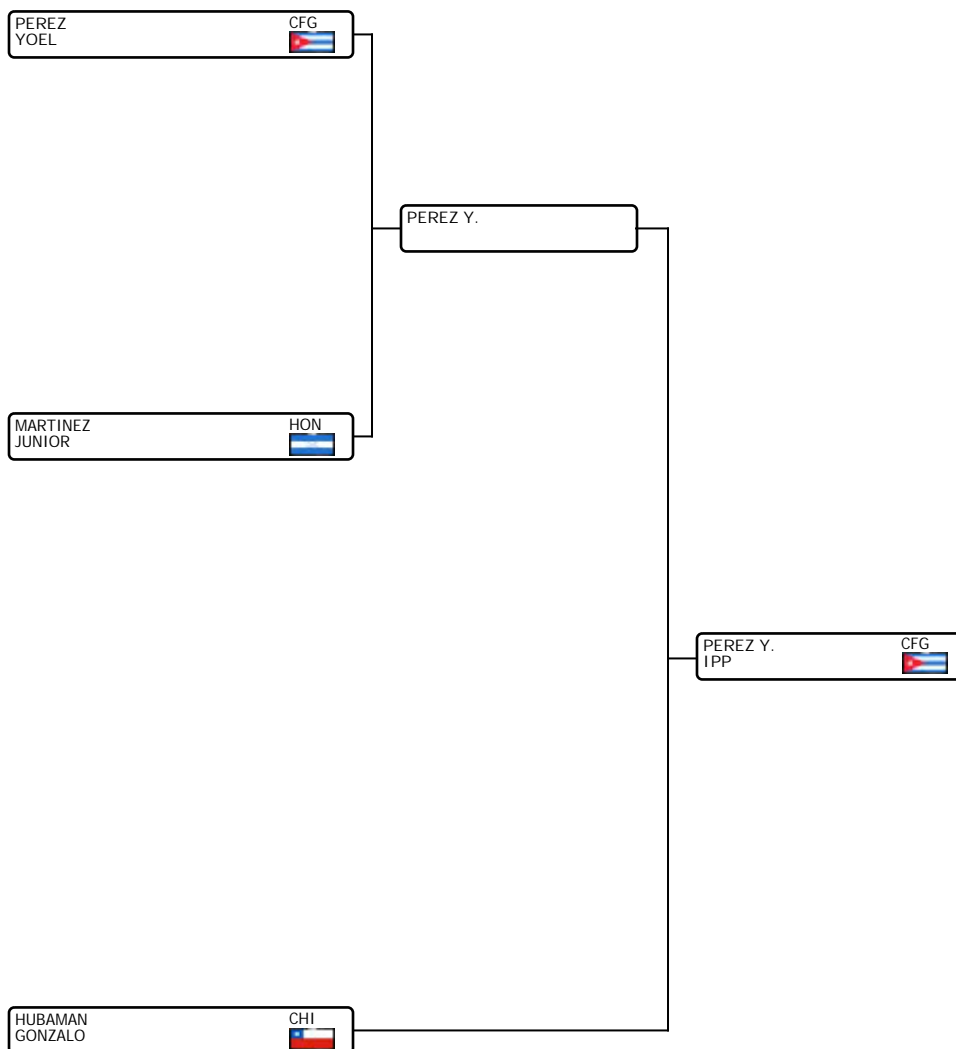 PEREZ CFG
YOEL
PEREZ Y.
MARTINEZ HON
JUNIOR
PEREZ Y. CFG
IPP
HUBAMAN CHI
GONZALO